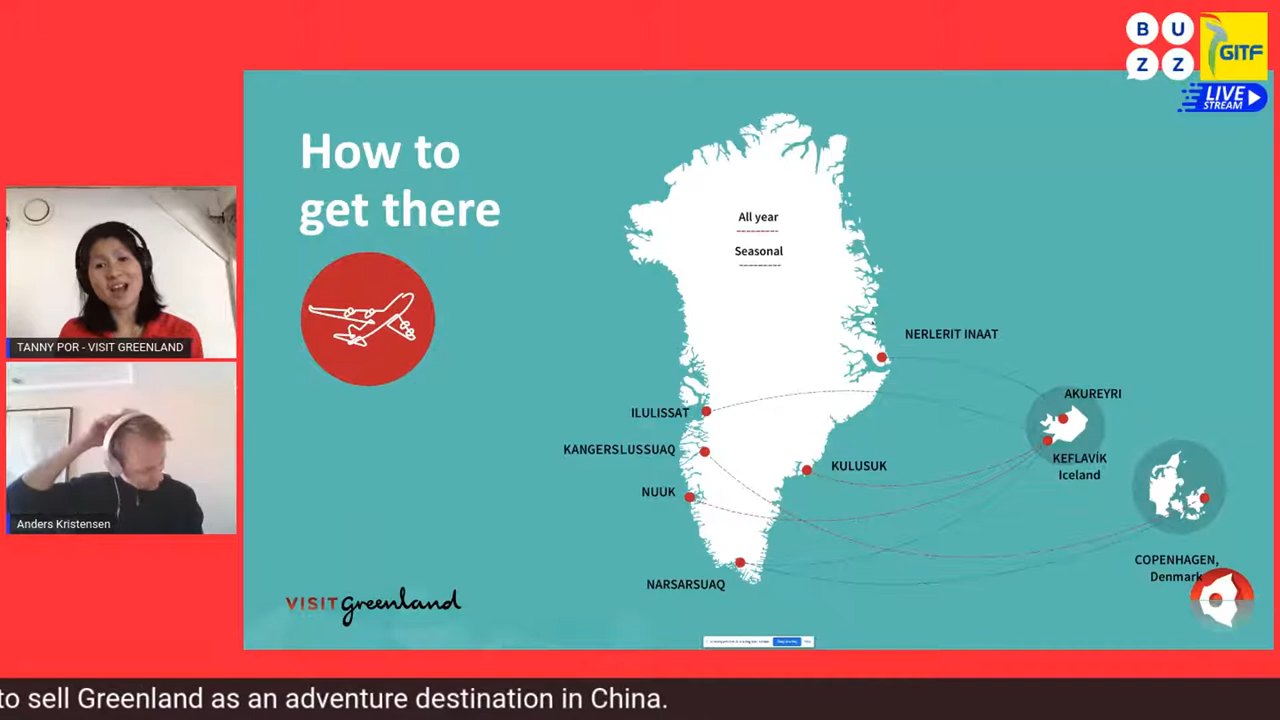 B U
Z Z
GITF
LIVE
STREAM
How to
get there
All year
Seasonal
NERLERIT INAAT
AKUREYRI
ILULISSAT
KANGERSLUSSUAQ
KEFLAVÍK
Iceland
KULUSUK
NUUK
COPENHAGEN,
Denmark
NARSARSUAQ
VISIT Greenland
TANNY POR - VISIT GREENLAND
Anders Kristensen
to sell Greenland as an adventure destination in China.